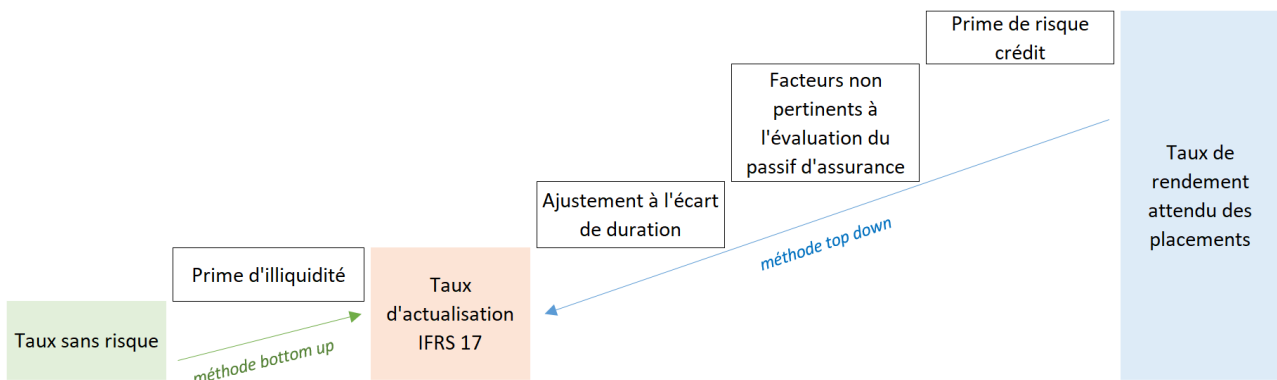 Taux sans risque
Prime d'illiquidité
méthode bottom up
Taux
d'actualisation
IFRS 17
Ajustement à l'écart
de duration
Facteurs non
pertinents à
l'évaluation du
passif d'assurance
méthode top down
Prime de risque
crédit
Taux de
rendement
attendu des
placements